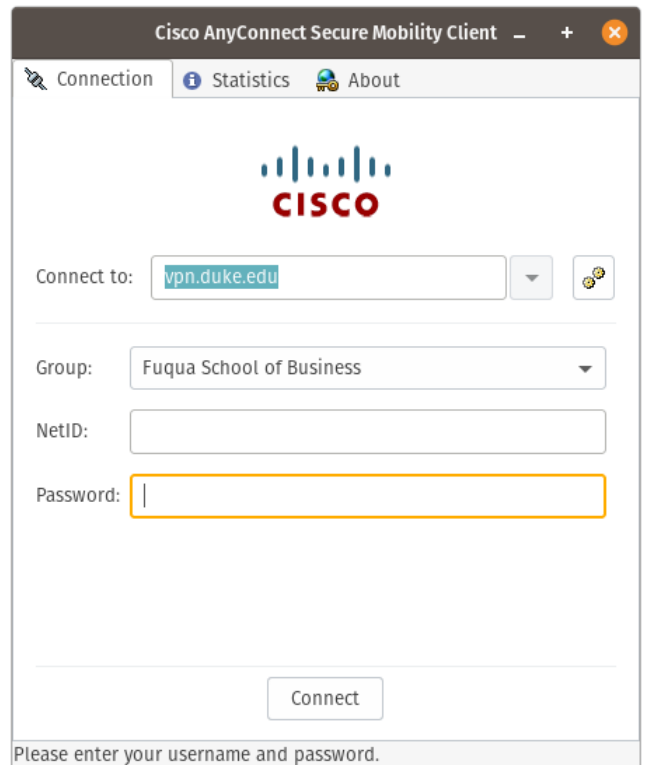 Cisco AnyConnect Secure Mobility Client
Connection Statistics About
CISCO
Connect to: vpn.duke.edu
Group: Fuqua School of Business
NetID:
Password:
Connect
Please enter your username and password.